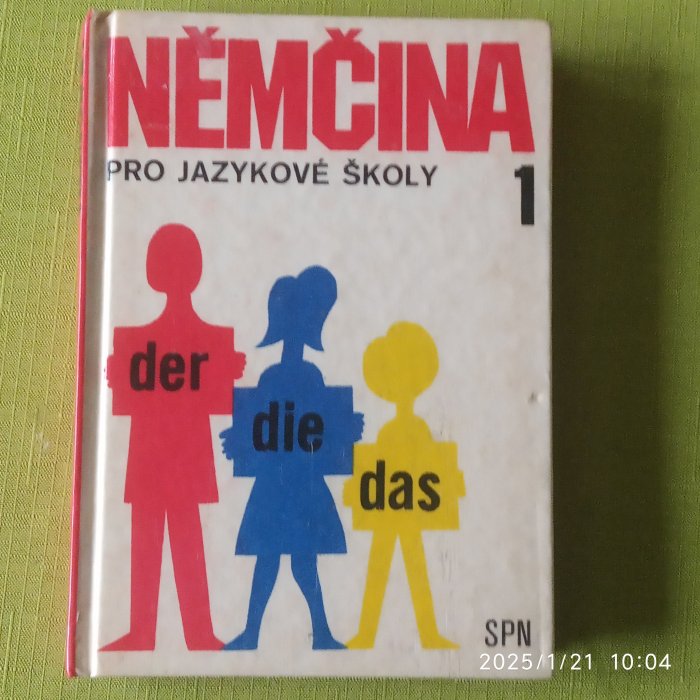 NĚMČINA
PRO JAZYKOVÉ ŠKOLY
1
der
die
das
SPN
2025/1/21 10:04